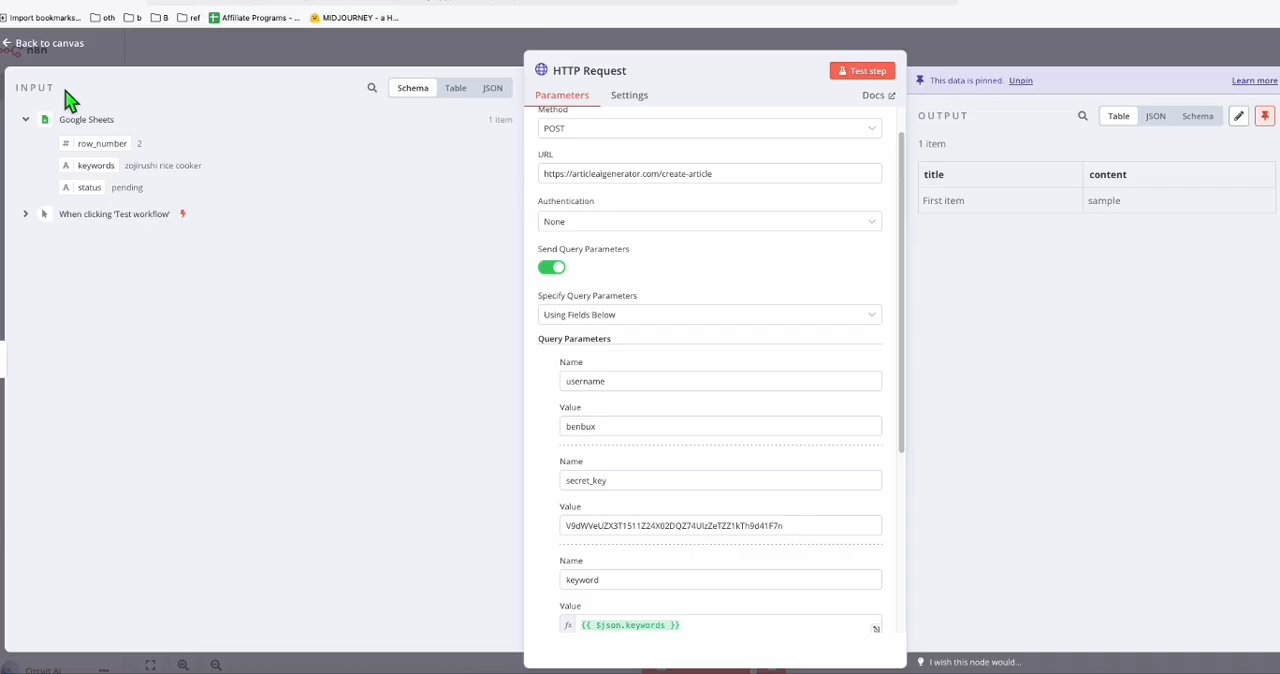 Import bookmarks...
oth
b
B
ref
Affiliate Programs - ...
MIDJOURNEY - a H...
Back to canvas
n8n
INPUT
Schema
Table
JSON
Google Sheets
1 item
# row_number 2
A keywords zojirushi rice cooker
A status pending
When clicking 'Test workflow'
HTTP Request
Test step
Parameters
Settings
Docs
Method
POST
URL
https://articleaigenerator.com/create-article
Authentication
None
Send Query Parameters
Specify Query Parameters
Using Fields Below
Query Parameters
Name
username
Value
benbux
Name
secret_key
Value
V9dWVeUZX3T1511Z24X02DQZ74UlzZeTZZ1kTh9d41F7n
Name
keyword
Value
fx {{ $json.keywords }}
This data is pinned. Unpin
Learn more
OUTPUT
Table
JSON
Schema
1 item
title content
First item sample
I wish this node would...
Circuit AI